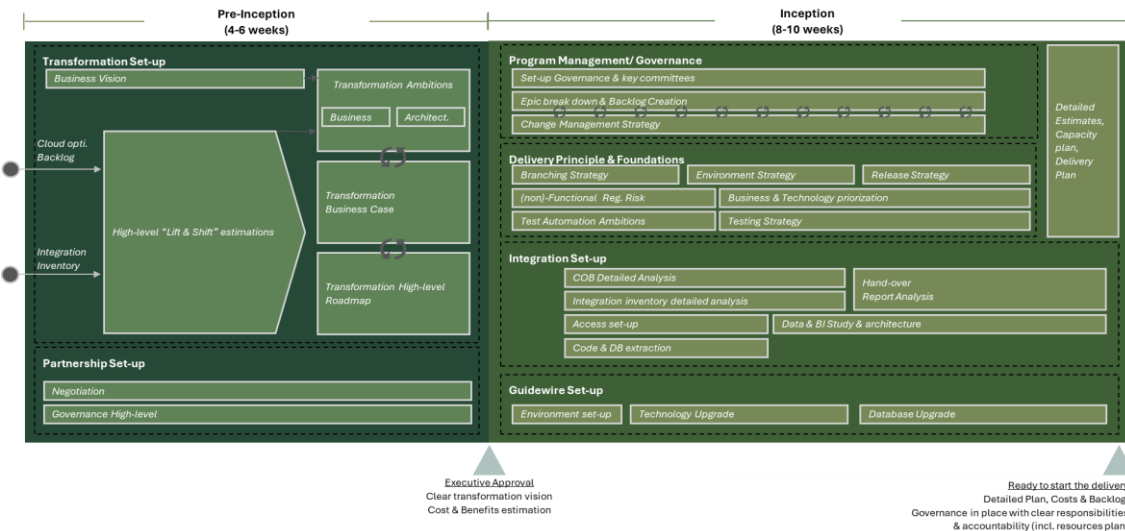 Pre-Inception
(4-6 weeks)
Inception
(8-10 weeks)
Transformation Set-up
Business Vision
Transformation Ambitions
Business
Architect.
Cloud opti.
Backlog
High-level "Lift & Shift" estimations
Transformation
Business Case
Integration
Inventory
Transformation High-level
Roadmap
Partnership Set-up
Negotiation
Governance High-level
Program Management/ Governance
Set-up Governance & key committees
Epic break down & Backlog Creation
Change Management Strategy
Detailed
Estimates,
Capacity
plan,
Delivery
Plan
Delivery Principle & Foundations
Branching Strategy
Environment Strategy
Release Strategy
(non)-Functional Reg. Risk
Business & Technology priorization
Test Automation Ambitions
Testing Strategy
Integration Set-up
COB Detailed Analysis
Hand-over
Report Analysis
Integration inventory detailed analysis
Access set-up
Data & BI Study & architecture
Code & DB extraction
Guidewire Set-up
Environment set-up
Technology Upgrade
Database Upgrade
Executive Approval
Clear transformation vision
Cost & Benefits estimation
Ready to start the delivery
Detailed Plan, Costs & Backlog
Governance in place with clear responsibilities
& accountability (incl. resources plan